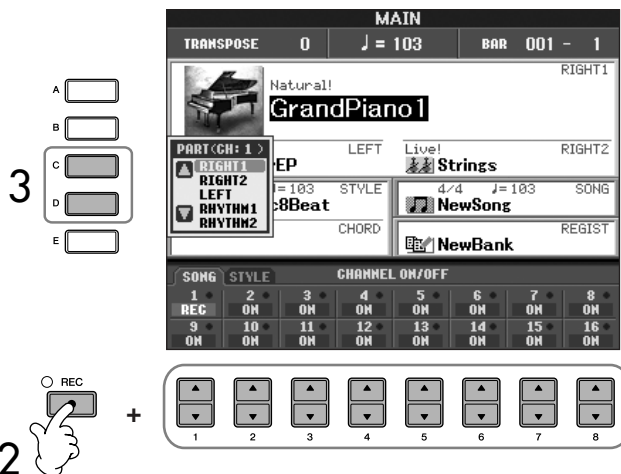 MAIN
TRANSPOSE 0 ♩= 103 BAR 001 - 1
RIGHT1
Natural!
GrandPiano1
LEFT
EP
Live! RIGHT2
Strings
PART(CH: 1 )
RIGHT1
RIGHT2
LEFT
RHYTHM1
RHYTHM2
= 103 STYLE
8Beat
4/4 ♩= 103 SONG
NewSong
CHORD
REGIST
NewBank
SONG STYLE CHANNEL ON/OFF
1 2 3 4 5 6 7 8
REC ON ON ON ON ON ON ON
9 10 11 12 13 14 15 16
ON ON ON ON ON ON ON ON
A
B
C
3
D
E
REC
+
1 2 3 4 5 6 7 8
2